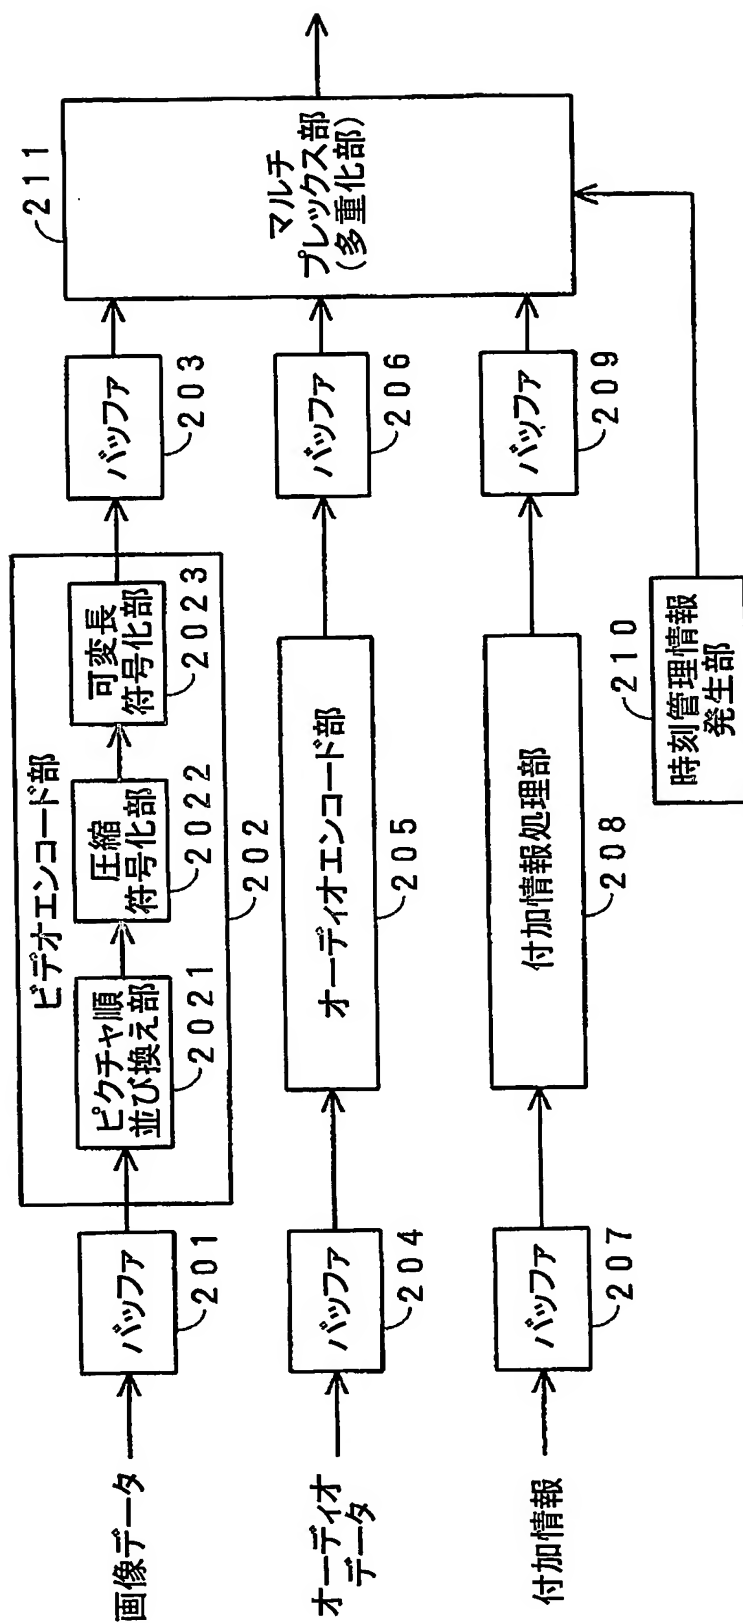 画像データ
バッファ
201
ビデオエンコード部
ピクチャ順
並び換え部
2021
圧縮
符号化部
2022
可変長
符号化部
2023
202
バッファ
203
オーディオ
データ
バッファ
204
オーディオエンコード部
205
バッファ
206
付加情報
バッファ
207
付加情報処理部
208
バッファ
209
時刻管理情報
発生部
210
マルチ
プレックス部
(多重化部)
211